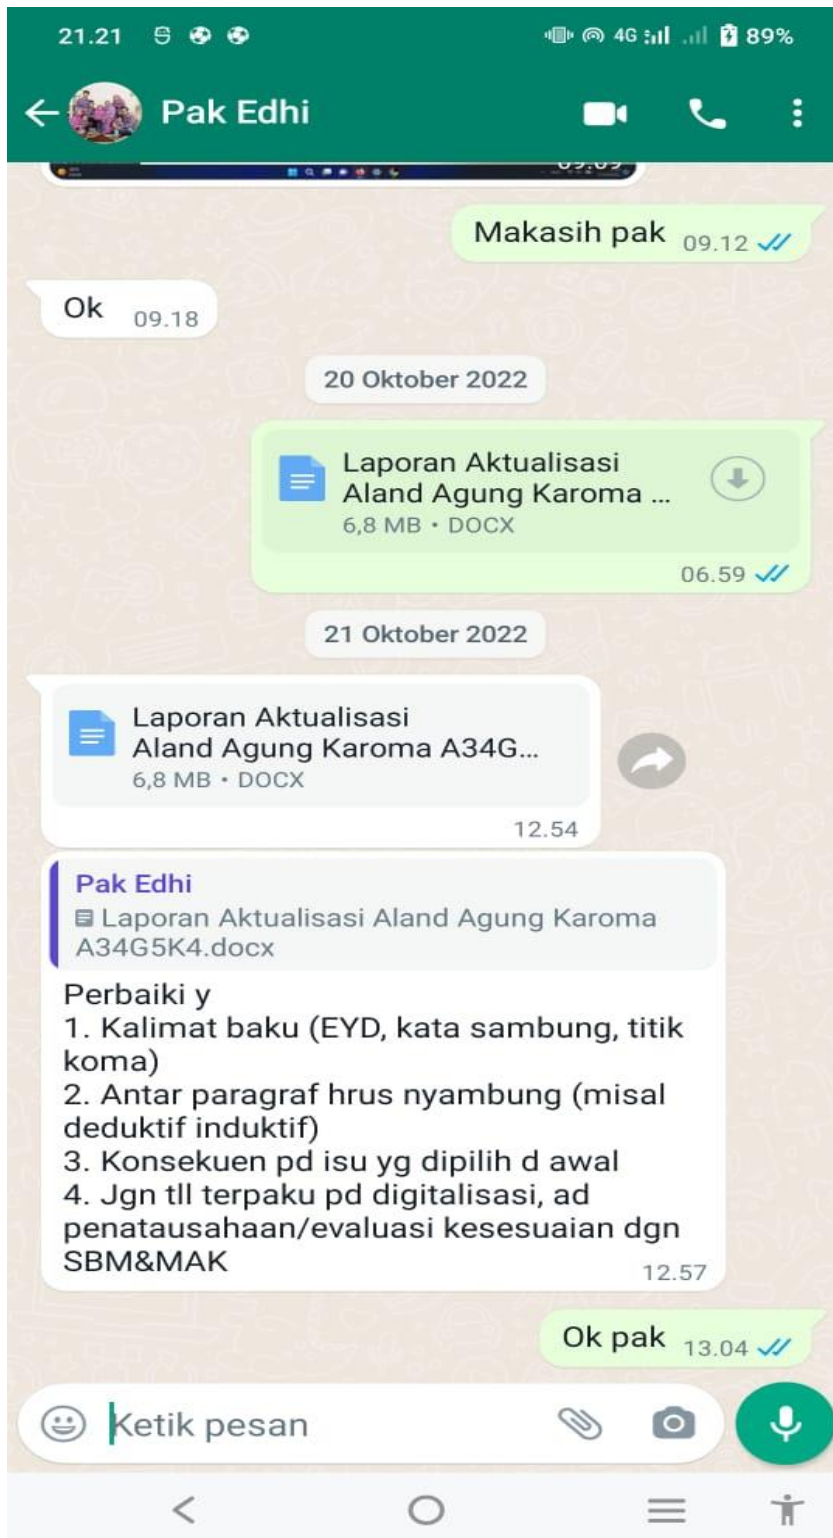 21.21
4G
89%
Pak Edhi
09.09
Makasih pak 09.12
Ok 09.18
20 Oktober 2022
Laporan Aktualisasi
Aland Agung Karoma ...
6,8 MB • DOCX
06.59
21 Oktober 2022
Laporan Aktualisasi
Aland Agung Karoma A34G...
6,8 MB • DOCX
12.54
Pak Edhi
Laporan Aktualisasi Aland Agung Karoma
A34G5K4.docx
Perbaiki y
1. Kalimat baku (EYD, kata sambung, titik
koma)
2. Antar paragraf hrus nyambung (misal
deduktif induktif)
3. Konsekuen pd isu yg dipilih d awal
4. Jgn tll terpaku pd digitalisasi, ad
penatausahaan/evaluasi kesesuaian dgn
SBM&MAK
12.57
Ok pak 13.04
Ketik pesan